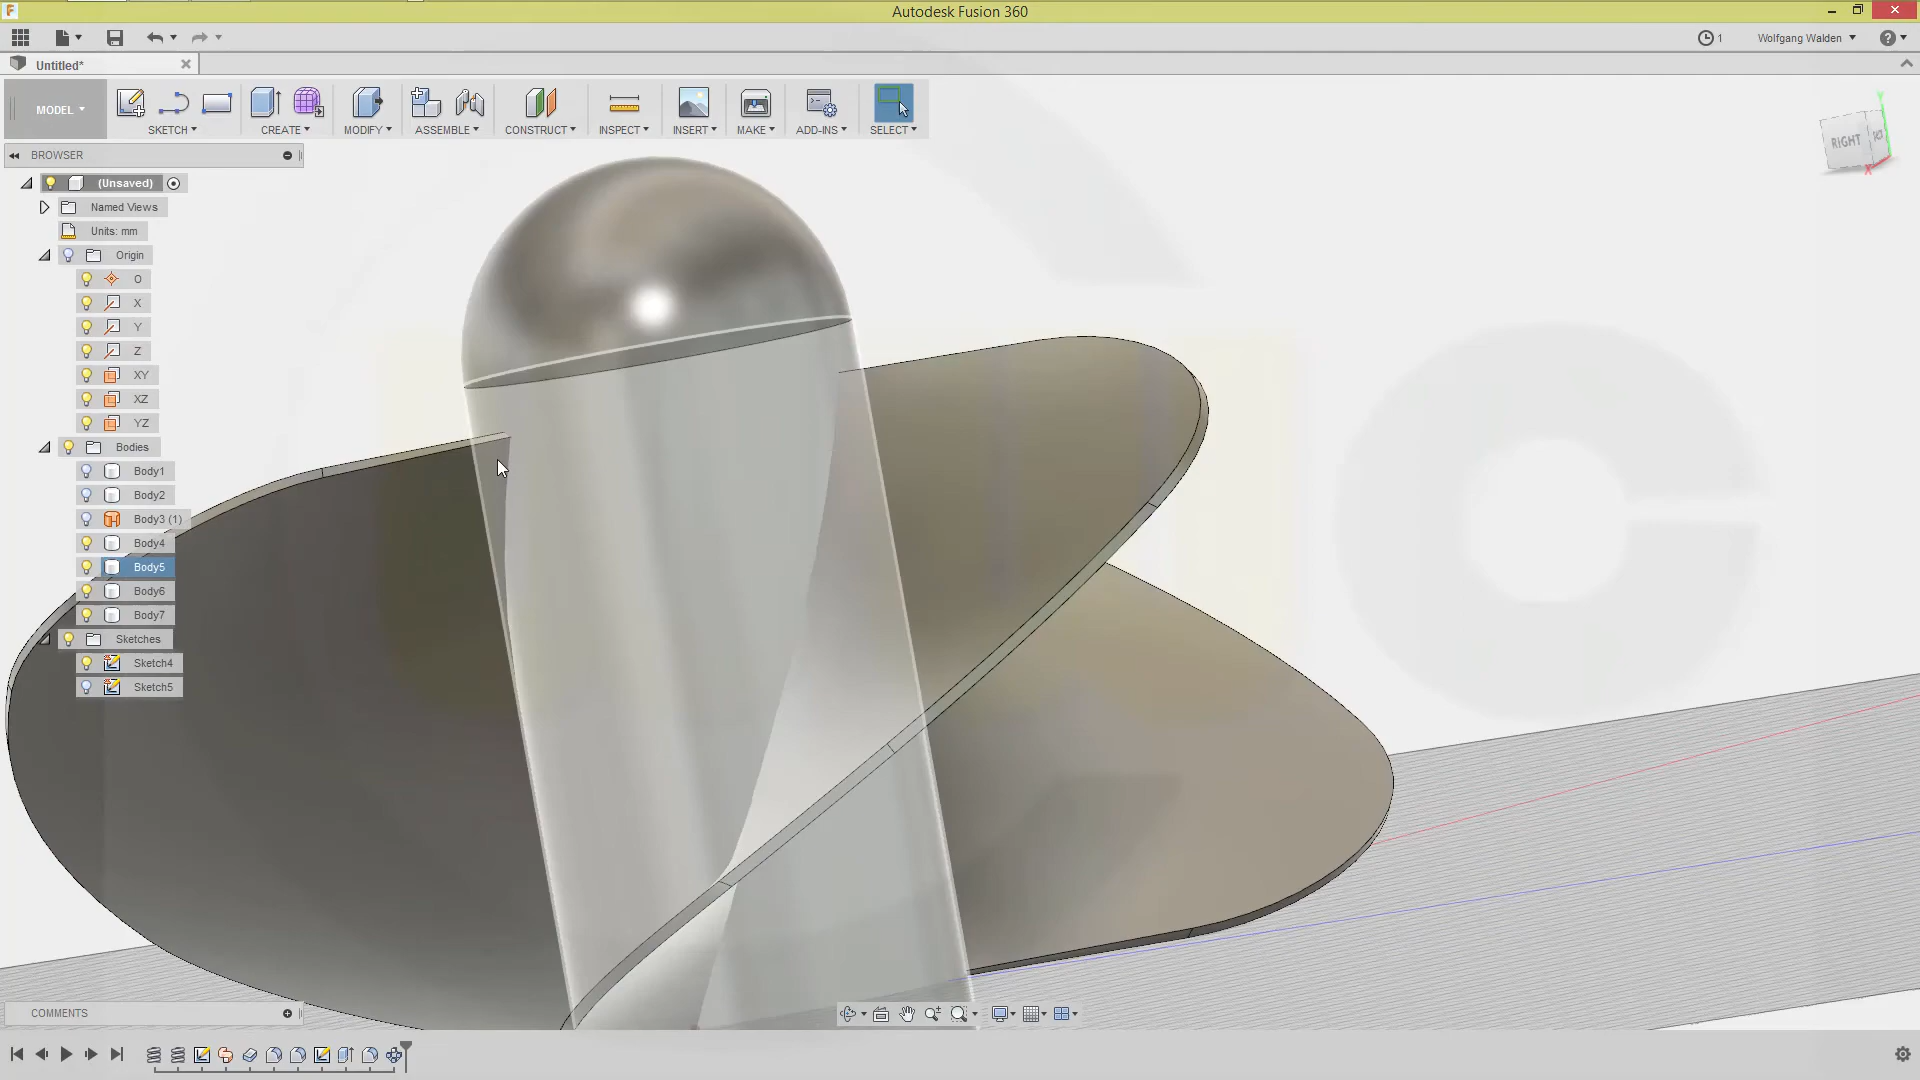 Autodesk Fusion 360
1
Wolfgang Walden
Untitled*
MODEL
SKETCH
CREATE
MODIFY
ASSEMBLE
CONSTRUCT
INSPECT
INSERT
MAKE
ADD-INS
SELECT
RIGHT
BROWSER
(Unsaved)
Named Views
Units: mm
Origin
O
X
Y
Z
XY
XZ
YZ
Bodies
Body1
Body2
Body3 (1)
Body4
Body5
Body6
Body7
Sketches
Sketch4
Sketch5
COMMENTS